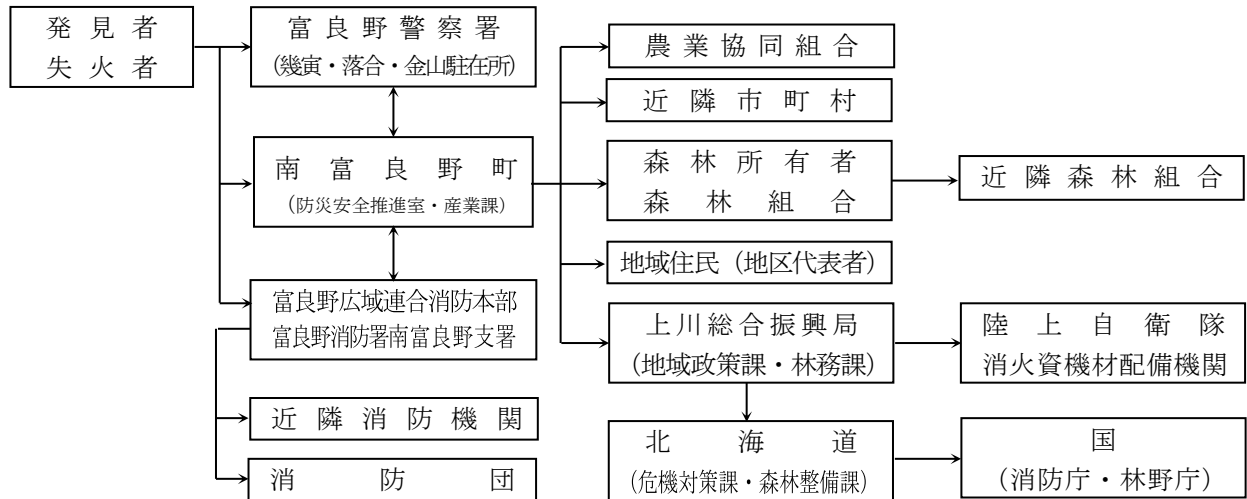 発見者
失火者
富良野警察署
（幾寅・落合・金山駐在所）
南富良野町
（防災安全推進室・産業課）
富良野広域連合消防本部
富良野消防署南富良野支署
近隣消防機関
消防団
農業協同組合
近隣市町村
森林所有者
森林組合
近隣森林組合
地域住民（地区代表者）
上川総合振興局
（地域政策課・林務課）
陸上自衛隊
消火資機材配備機関
北海道
（危機対策課・森林整備課）
国
（消防庁・林野庁）